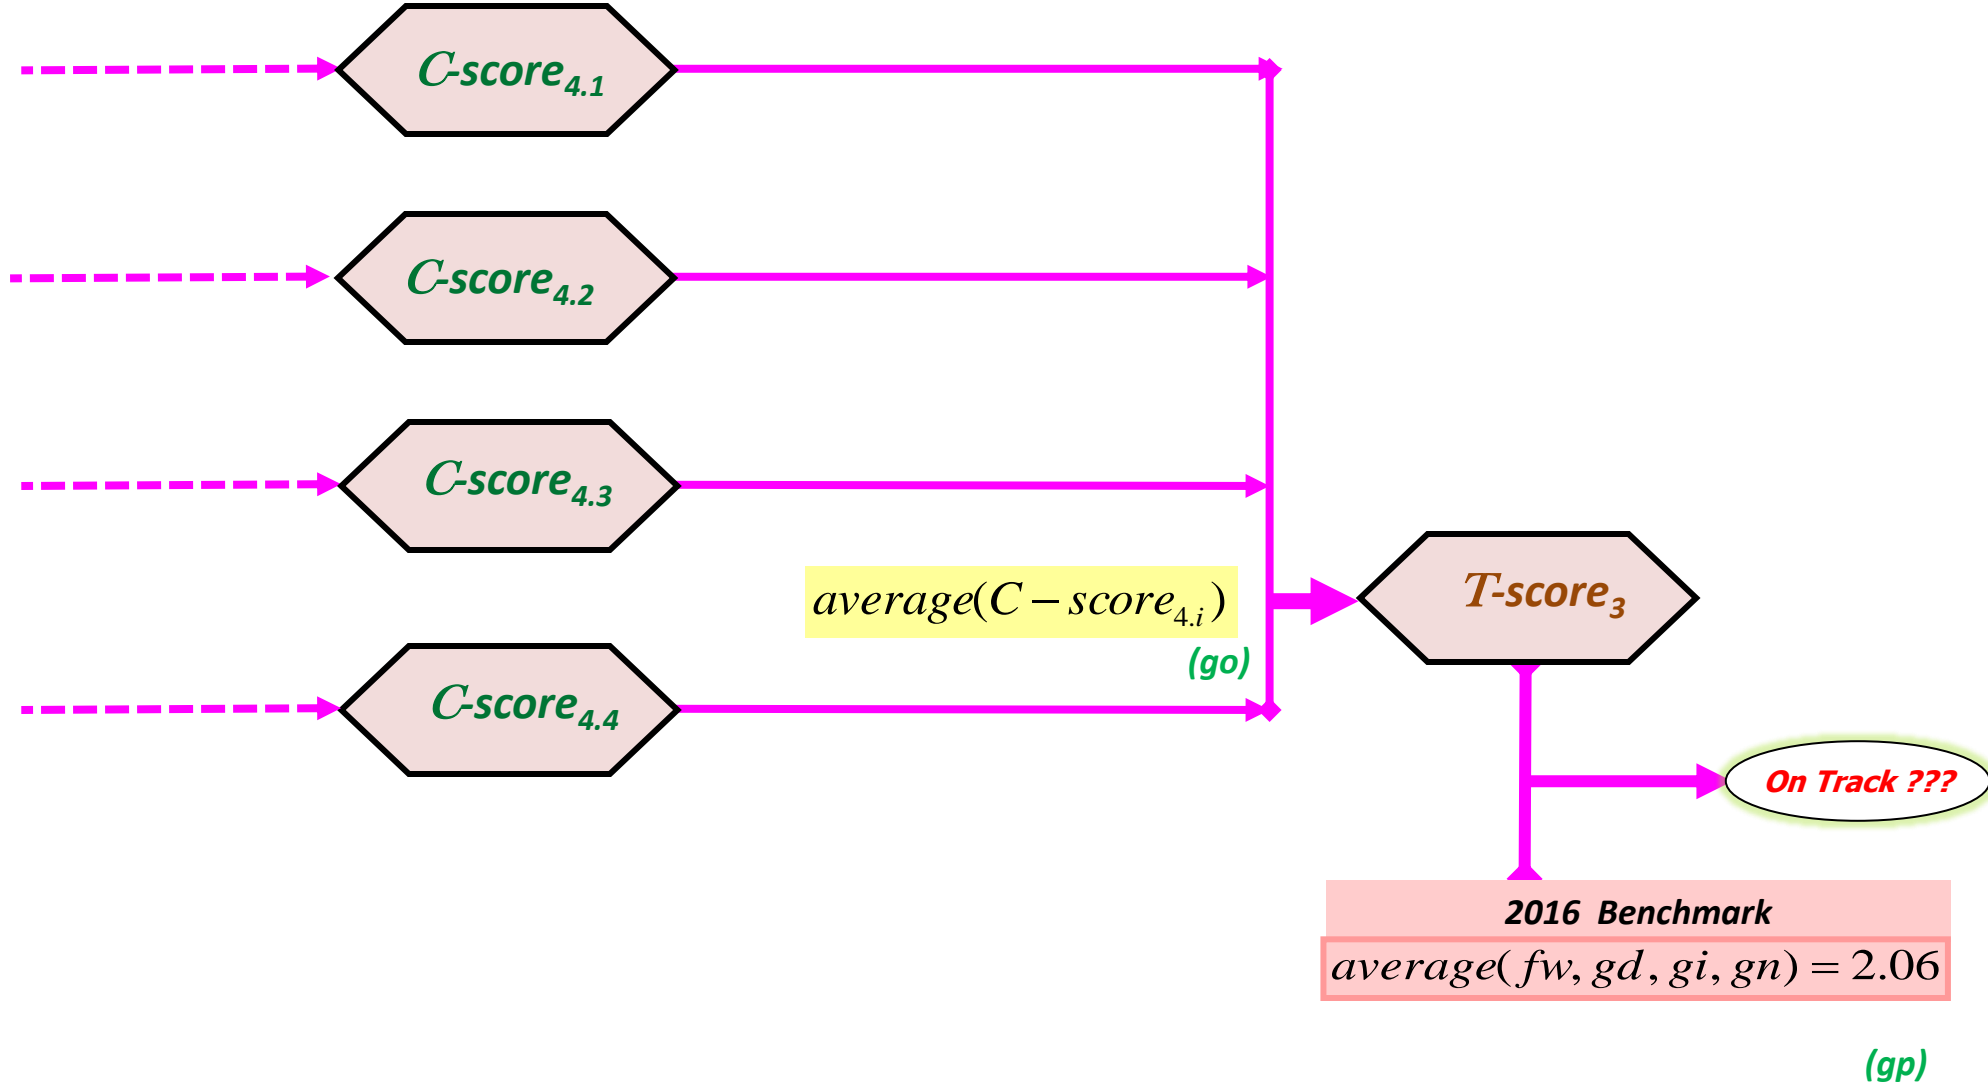 C-score4.1
C-score4.2
C-score4.3
average(C − score4.i)
T-score3
(go)
C-score4.4
On Track ???
2016 Benchmark
average(fw, gd, gi, gn) = 2.06
(gp)